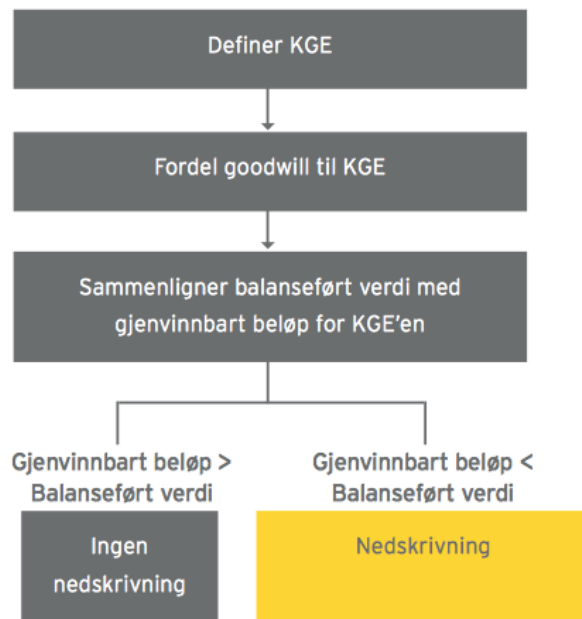 Definer KGE
Fordel goodwill til KGE
Sammenligner balanseført verdi med
gjenvinnbart beløp for KGE'en
Gjenvinnbart beløp >
Balanseført verdi
Gjenvinnbart beløp <
Balanseført verdi
Ingen
nedskrivning
Nedskrivning